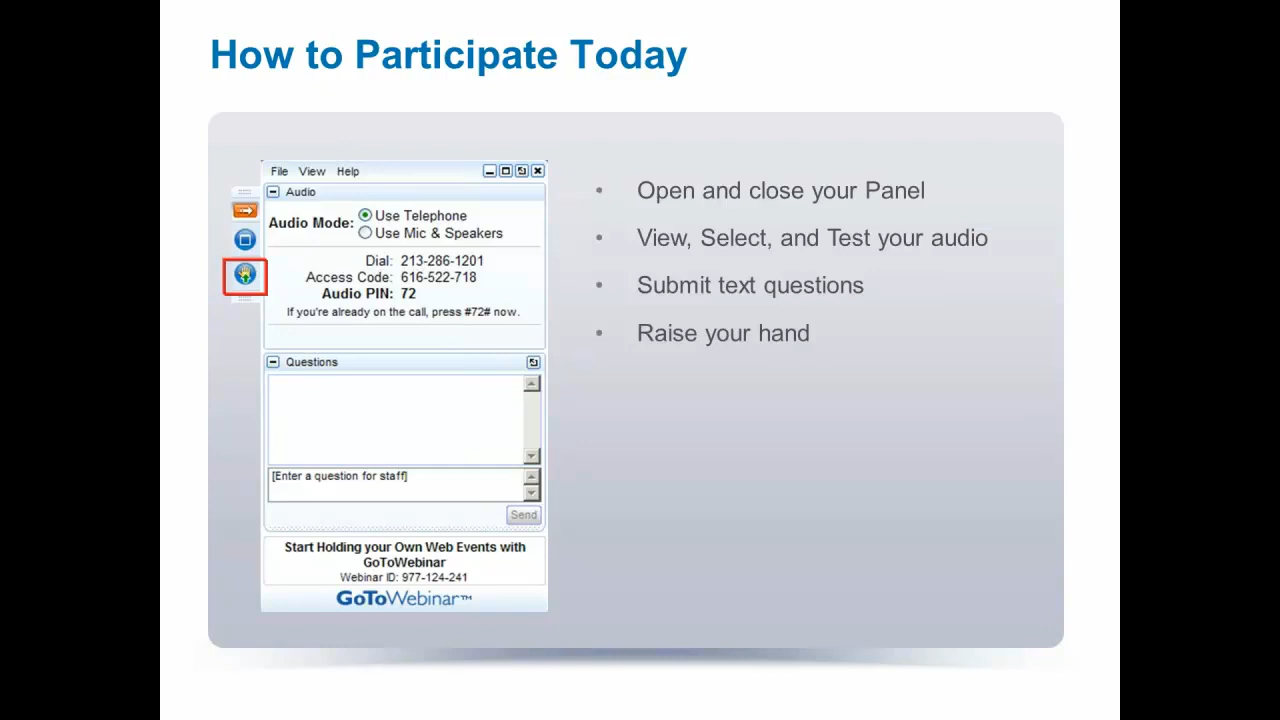 How to Participate Today
File View Help
Audio
Audio Mode: Use Telephone
Use Mic & Speakers
Dial: 213-286-1201
Access Code: 616-522-718
Audio PIN: 72
If you're already on the call, press #72# now.
Questions
[Enter a question for staff]
Send
Start Holding your Own Web Events with
GoToWebinar
Webinar ID: 977-124-241
GoToWebinar™
• Open and close your Panel
• View, Select, and Test your audio
• Submit text questions
• Raise your hand